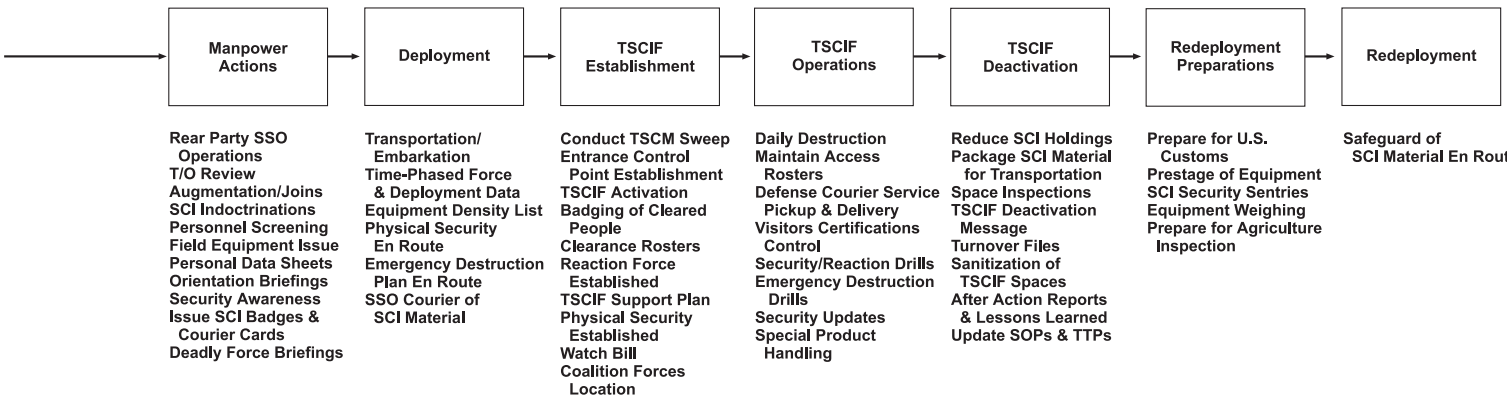 Manpower
Actions
Deployment
TSCIF
Establishment
TSCIF
Operations
TSCIF
Deactivation
Redeployment
Preparations
Redeployment
Rear Party SSO
Operations
T/O Review
Augmentation/Joins
SCI Indoctrinations
Personnel Screening
Field Equipment Issue
Personal Data Sheets
Orientation Briefings
Security Awareness
Issue SCI Badges &
Courier Cards
Deadly Force Briefings
Transportation/
Embarkation
Time-Phased Force
& Deployment Data
Equipment Density List
Physical Security
En Route
Emergency Destruction
Plan En Route
SSO Courier of
SCI Material
Conduct TSCM Sweep
Entrance Control
Point Establishment
TSCIF Activation
Badging of Cleared
People
Clearance Rosters
Reaction Force
Established
TSCIF Support Plan
Physical Security
Established
Watch Bill
Coalition Forces
Location
Daily Destruction
Maintain Access
Rosters
Defense Courier Service
Pickup & Delivery
Visitors Certifications
Control
Security/Reaction Drills
Emergency Destruction
Drills
Security Updates
Special Product
Handling
Reduce SCI Holdings
Package SCI Material
for Transportation
Space Inspections
TSCIF Deactivation
Message
Turnover Files
Sanitization of
TSCIF Spaces
After Action Reports
& Lessons Learned
Update SOPs & TTPs
Prepare for U.S.
Customs
Prestage of Equipment
SCI Security Sentries
Equipment Weighing
Prepare for Agriculture
Inspection
Safeguard of
SCI Material En Rout